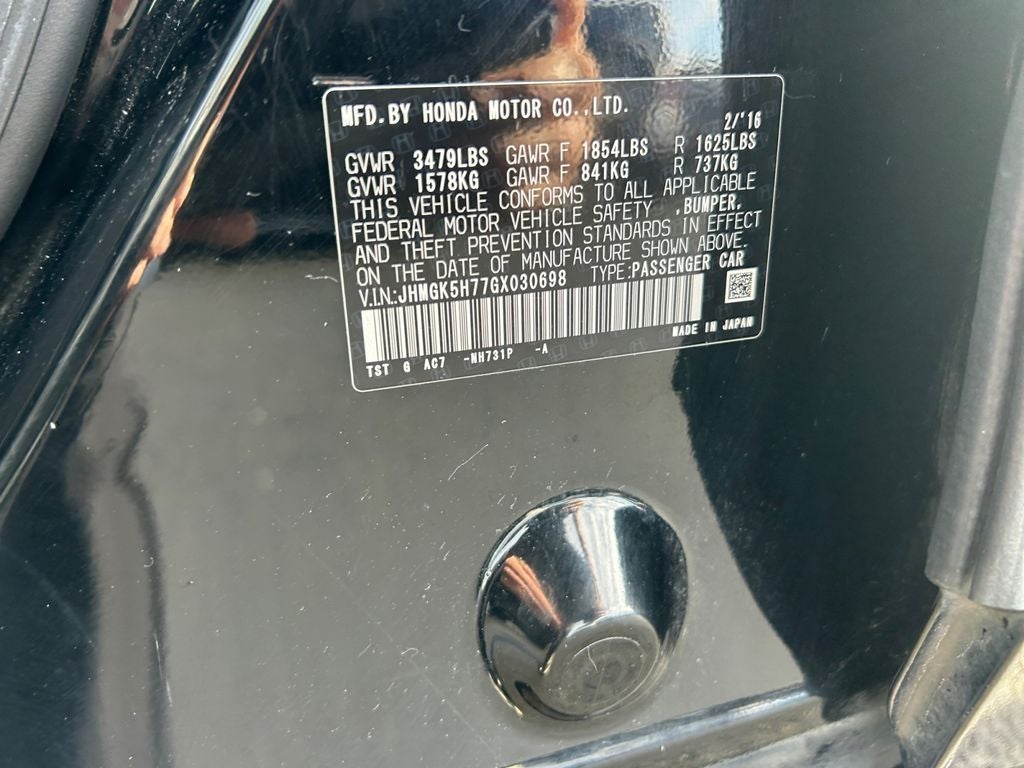 MFD.BY HONDA MOTOR CO.,LTD. 2/'16
GVWR 3479LBS GAWR F 1854LBS R 1625LBS
GVWR 1578KG GAWR F 841KG R 737KG
THIS VEHICLE CONFORMS TO ALL APPLICABLE
FEDERAL MOTOR VEHICLE SAFETY ,BUMPER,
AND THEFT PREVENTION STANDARDS IN EFFECT
ON THE DATE OF MANUFACTURE SHOWN ABOVE.
V.I.N:JHMGK5H77GX030698 TYPE:PASSENGER CAR
MADE IN JAPAN
TST G AC7 -NH731P -A